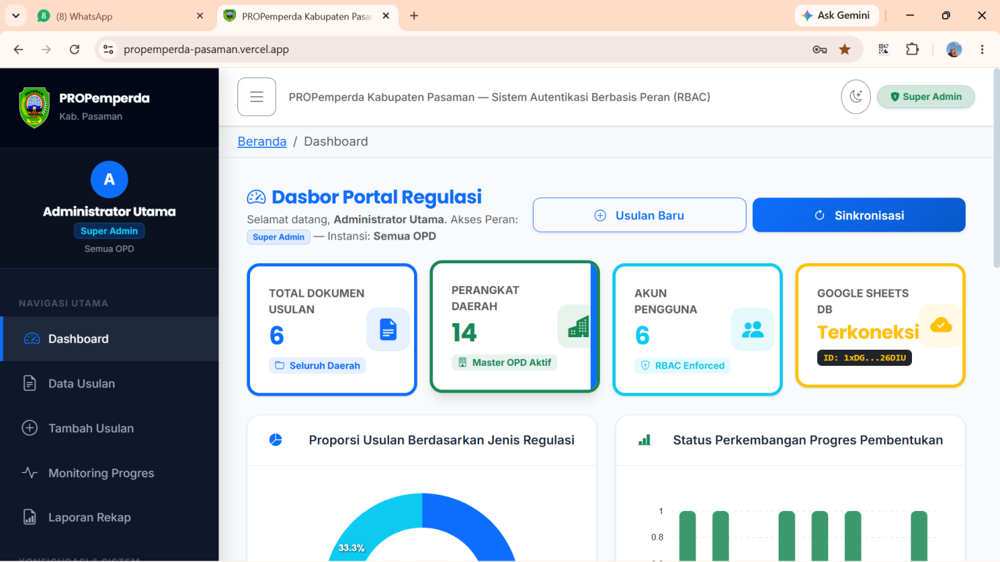 8
(8) WhatsApp
PROPemperda Kabupaten Pasa
Ask Gemini
propemperda-pasaman.vercel.app
PASAMAN
PROPemperda
Kab. Pasaman
A
Administrator Utama
Super Admin
Semua OPD
NAVIGASI UTAMA
Dashboard
Data Usulan
Tambah Usulan
Monitoring Progres
Laporan Rekap
KONFIGURASI & SISTEM
PROPemperda Kabupaten Pasaman — Sistem Autentikasi Berbasis Peran (RBAC)
Super Admin
Beranda / Dashboard
Dasbor Portal Regulasi
Selamat datang, Administrator Utama. Akses Peran:
Super Admin — Instansi: Semua OPD
Usulan Baru
Sinkronisasi
TOTAL DOKUMEN
USULAN
6
Seluruh Daerah
PERANGKAT
DAERAH
14
Master OPD Aktif
AKUN
PENGGUNA
6
RBAC Enforced
GOOGLE SHEETS
DB
Terkoneksi
ID: 1xDG...26DIU
Proporsi Usulan Berdasarkan Jenis Regulasi
33.3%
Status Perkembangan Progres Pembentukan
1
0.8